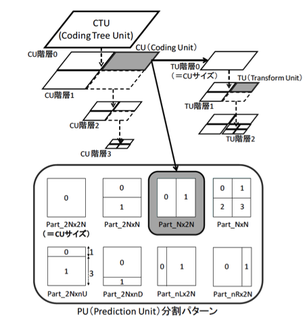 CTU
(Coding Tree Unit)
CU階層0
CU(Coding Unit)
TU階層0
(=CUサイズ)
CU階層1
TU(Transform Unit)
TU階層1
CU階層2
TU階層2
CU階層3
0
0
1
0 1
0 1
2 3
Part_2Nx2N
(=CUサイズ)
Part_2NxN
Part_Nx2N
Part_NxN
0
1
1
3
0
1
0 1
0 1
Part_2NxnU
Part_2NxnD
Part_nLx2N
Part_nRx2N
PU(Prediction Unit)分割パターン